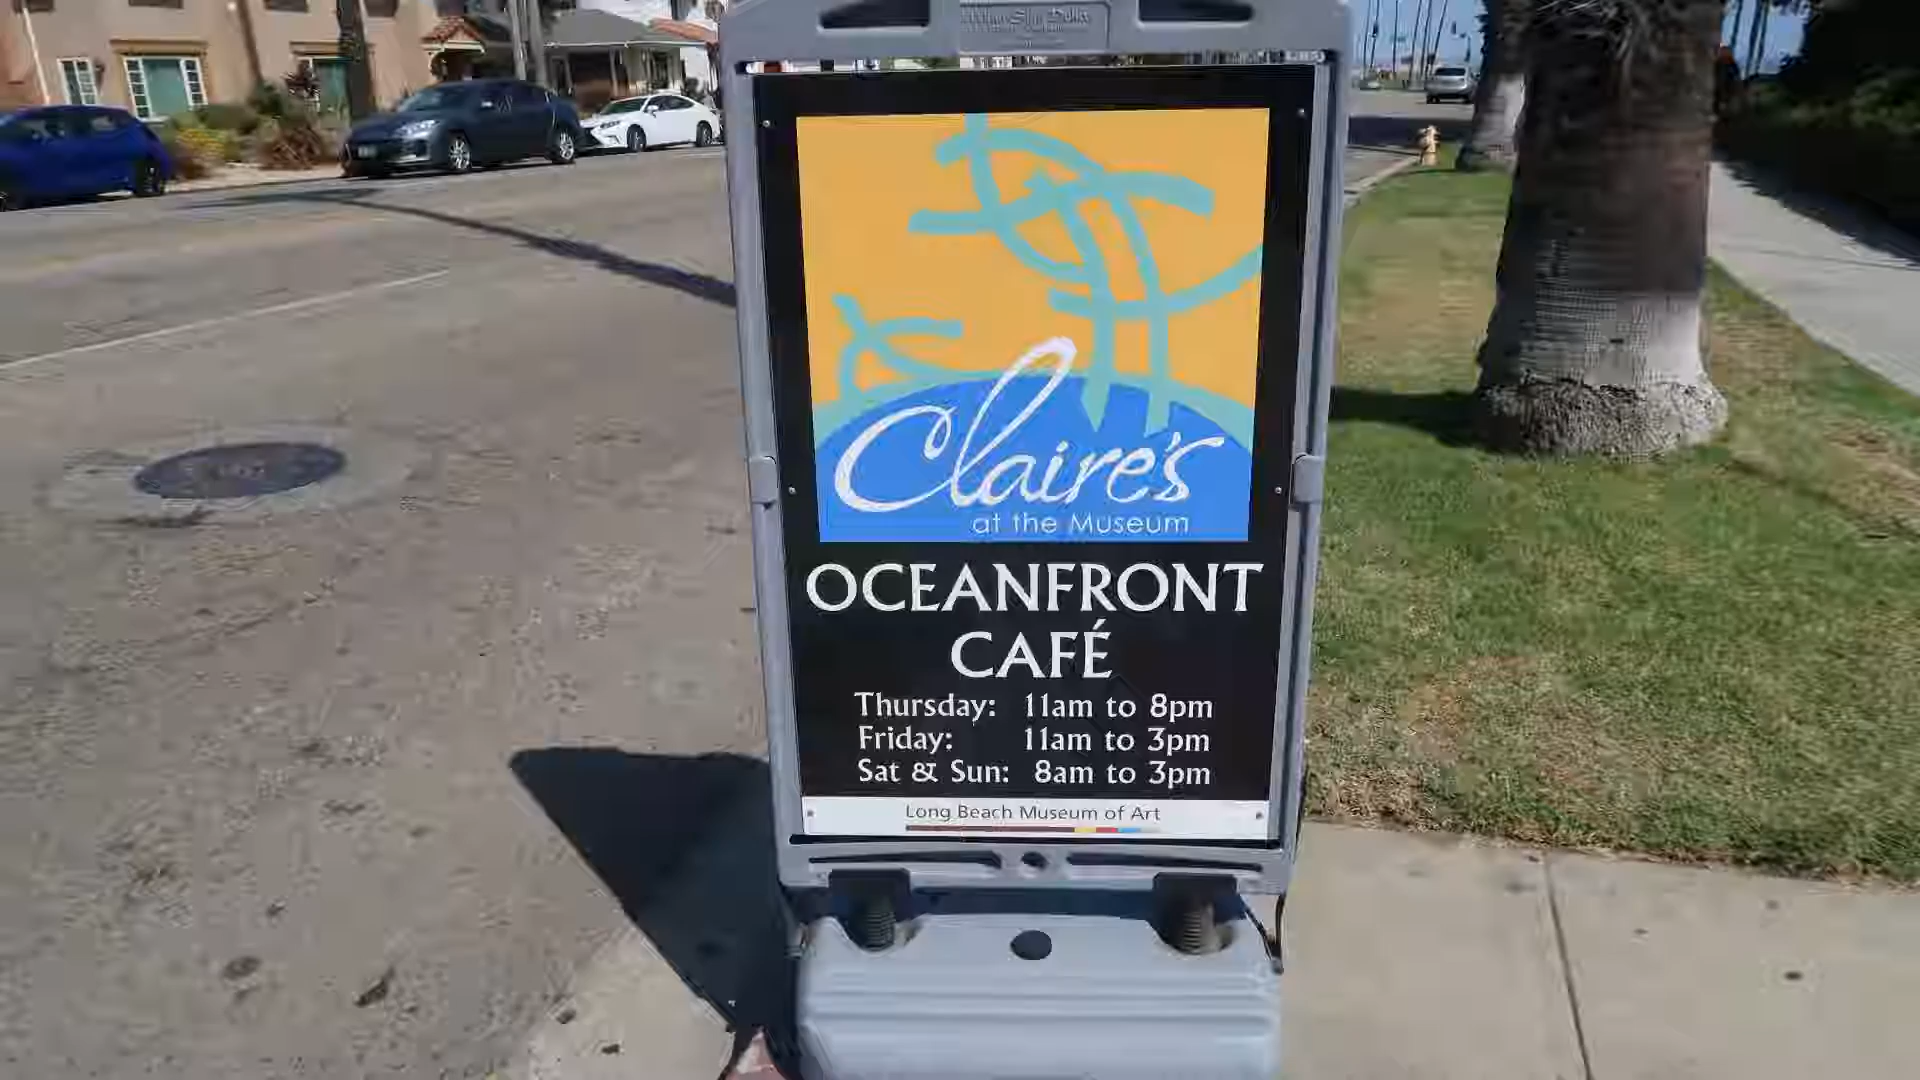 Claire's
at the Museum
OCEANFRONT
CAFÉ
Thursday: 11am to 8pm
Friday: 11am to 3pm
Sat & Sun: 8am to 3pm
Long Beach Museum of Art